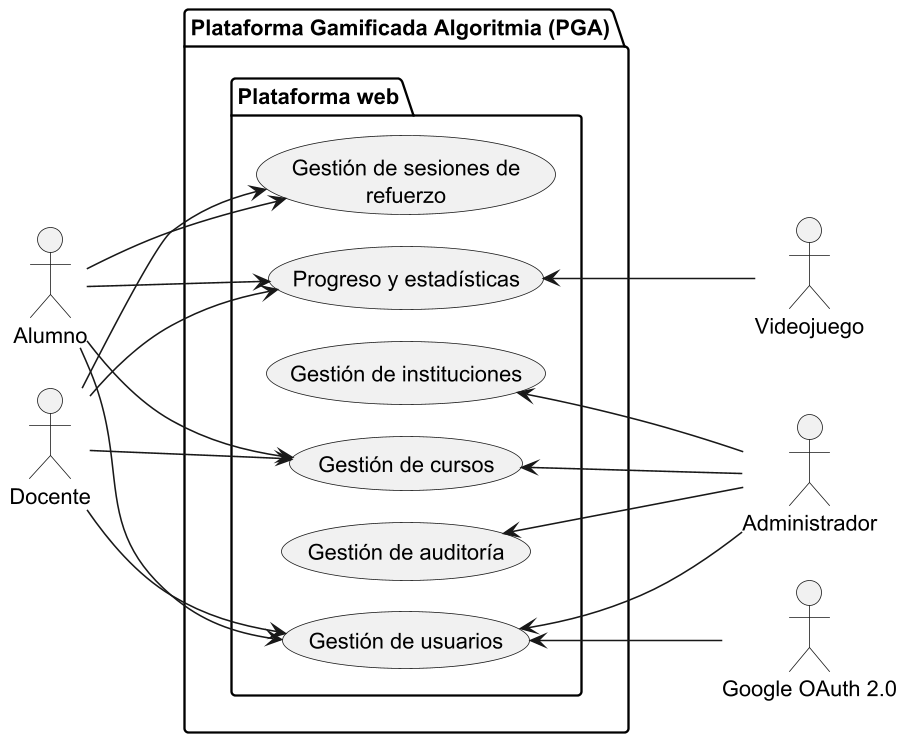 Plataforma Gamificada Algoritmia (PGA)
Plataforma web
Gestión de sesiones de
refuerzo
Progreso y estadísticas
Gestión de instituciones
Gestión de cursos
Gestión de auditoría
Gestión de usuarios
Alumno
Docente
Videojuego
Administrador
Google OAuth 2.0